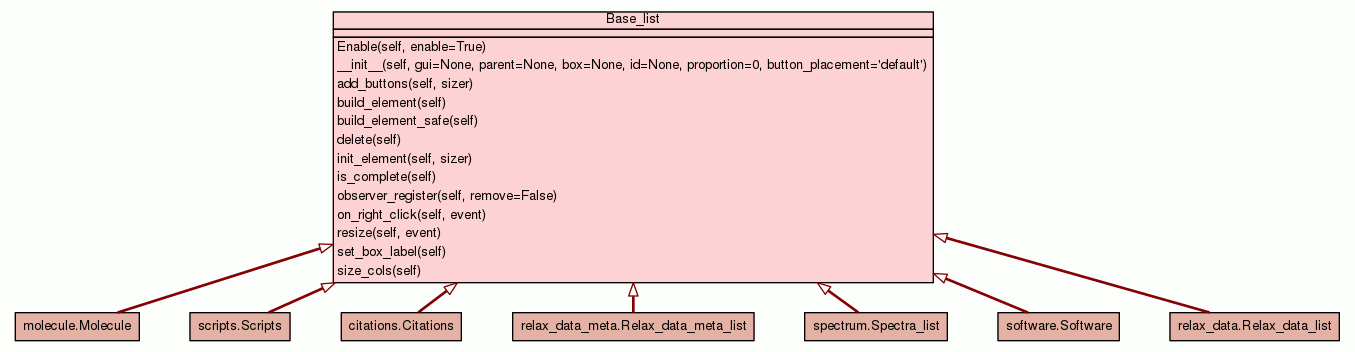 Base_list
Enable(self, enable=True)
__init__(self, gui=None, parent=None, box=None, id=None, proportion=0, button_placement='default')
add_buttons(self, sizer)
build_element(self)
build_element_safe(self)
delete(self)
init_element(self, sizer)
is_complete(self)
observer_register(self, remove=False)
on_right_click(self, event)
resize(self, event)
set_box_label(self)
size_cols(self)
molecule.Molecule
scripts.Scripts
citations.Citations
relax_data_meta.Relax_data_meta_list
spectrum.Spectra_list
software.Software
relax_data.Relax_data_list